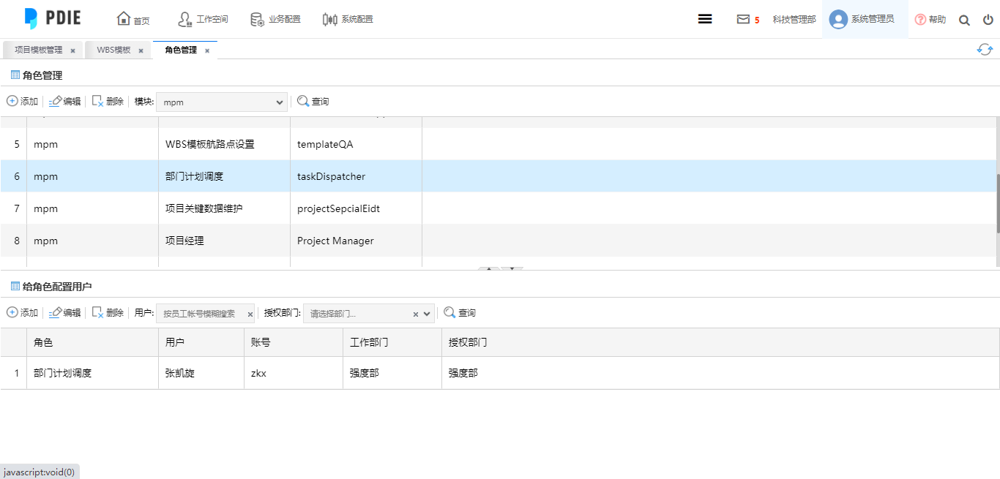 PDIE 首页 工作空间 业务配置 系统配置 5 科技管理部 系统管理员 帮助
项目模板管理 WBS模板 角色管理
角色管理
添加 编辑 删除 模块: mpm 查询
5 mpm WBS模板航路点设置 templateQA
6 mpm 部门计划调度 taskDispatcher
7 mpm 项目关键数据维护 projectSepcialEidt
8 mpm 项目经理 Project Manager
给角色配置用户
添加 编辑 删除 用户: 按员工帐号模糊搜索 授权部门: 请选择部门... 查询
角色 用户 账号 工作部门 授权部门
1 部门计划调度 张凯旋 zkx 强度部 强度部
javascript:void(0)